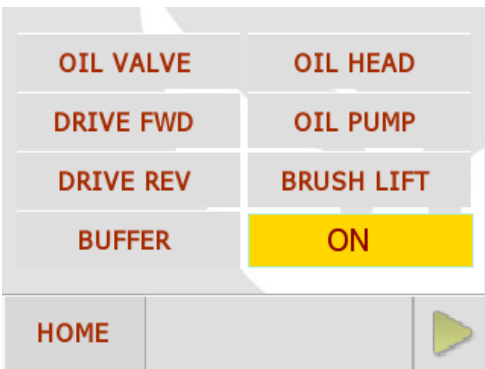 OIL VALVE
OIL HEAD
DRIVE FWD
OIL PUMP
DRIVE REV
BRUSH LIFT
BUFFER
ON
HOME